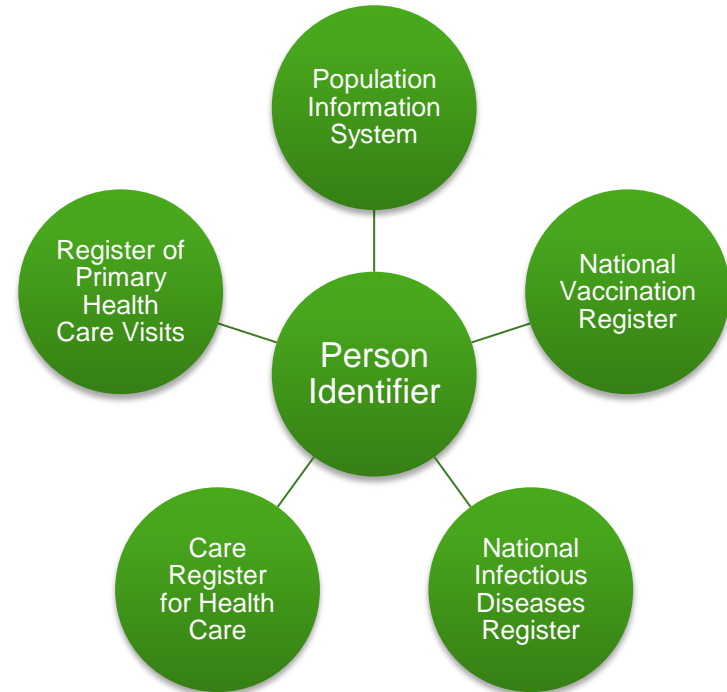 Population
Information
System
Register of
Primary
Health
Care Visits
National
Vaccination
Register
Person
Identifier
Care
Register
for Health
Care
National
Infectious
Diseases
Register